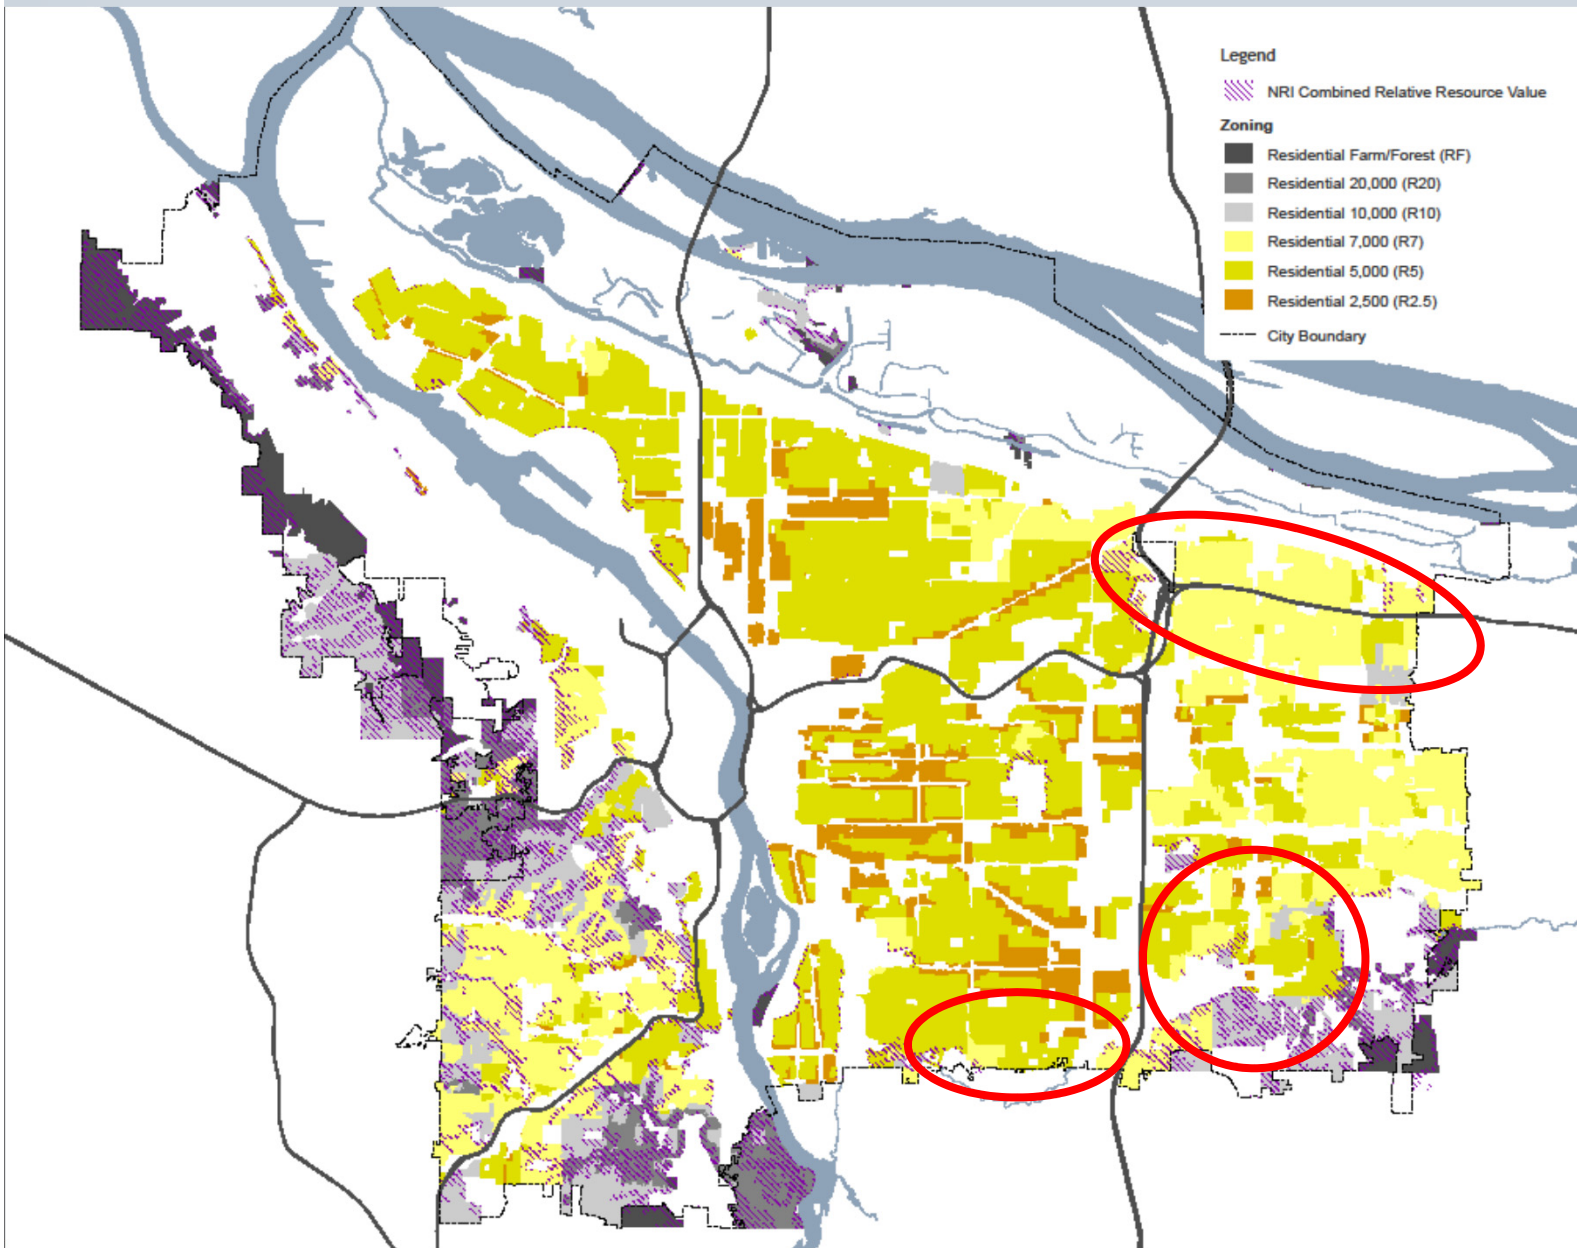 Legend
NRI Combined Relative Resource Value
Zoning
Residential Farm/Forest (RF)
Residential 20,000 (R20)
Residential 10,000 (R10)
Residential 7,000 (R7)
Residential 5,000 (R5)
Residential 2,500 (R2.5)
City Boundary